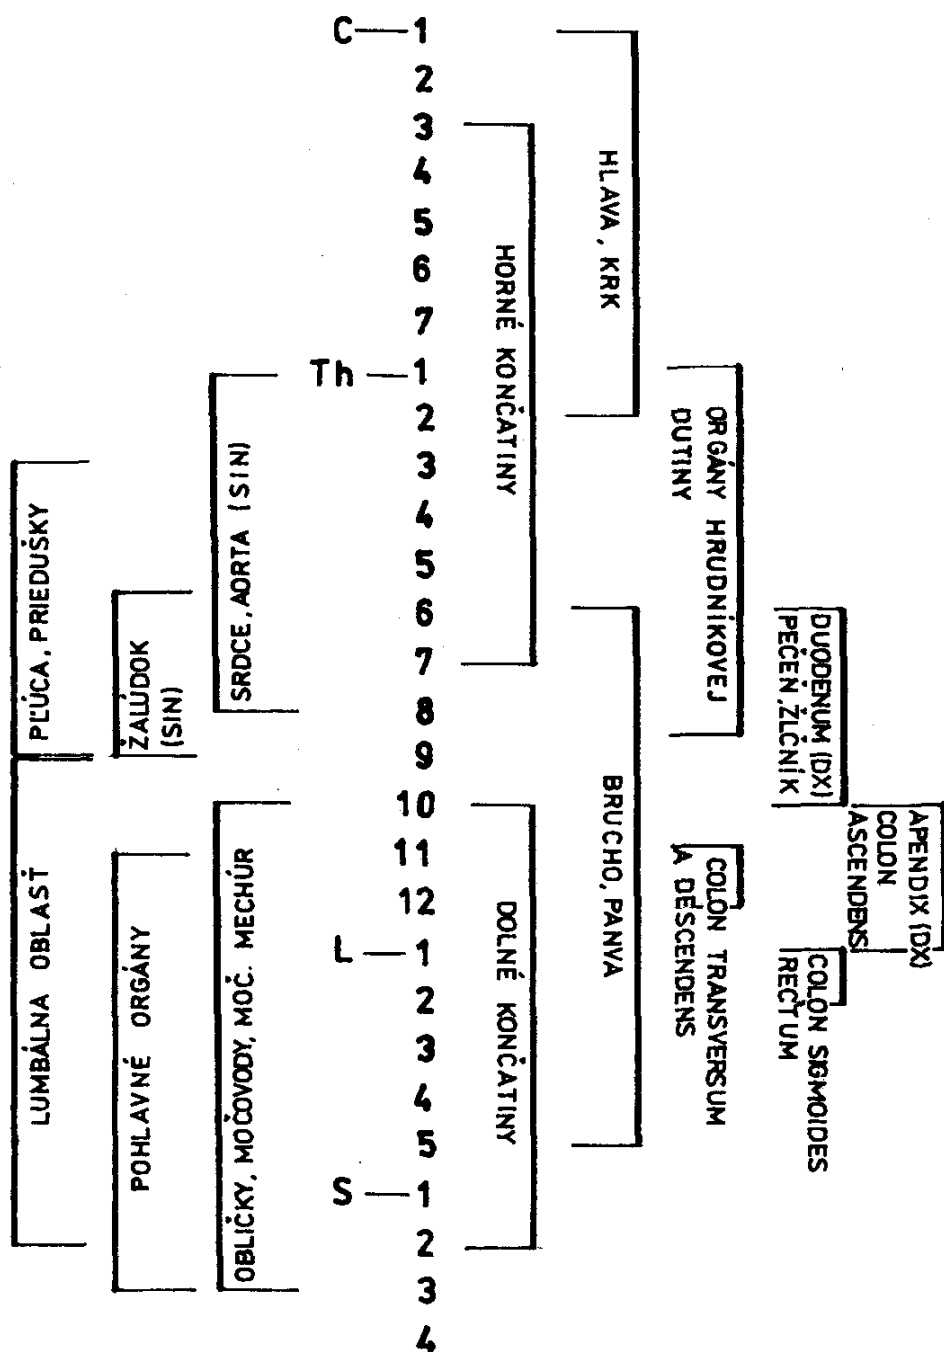 C — 1
2
3
4
5
6
7
Th — 1
2
3
4
5
6
7
8
9
10
11
12
L — 1
2
3
4
5
S — 1
2
3
4
PĽÚCA, PRIEDUŠKY
LUMBÁLNA OBLASŤ
ŽALÚDOK
(SIN)
POHLAVNÉ ORGÁNY
SRDCE, AORTA (SIN)
OBLIČKY, MOČOVODY, MOČ. MECHÚR
HORNÉ KONČATINY
DOLNÉ KONČATINY
HLAVA, KRK
BRUCHO, PANVA
ORGÁNY HRUDNÍKOVEJ
DUTINY
COLON TRANSVERSUM
A DESCENDENS
DUODENUM (DX)
PEČEŇ, ŽLČNÍK
COLON SIGMOIDES
RECTUM
APENDIX (DX)
COLON
ASCENDENS